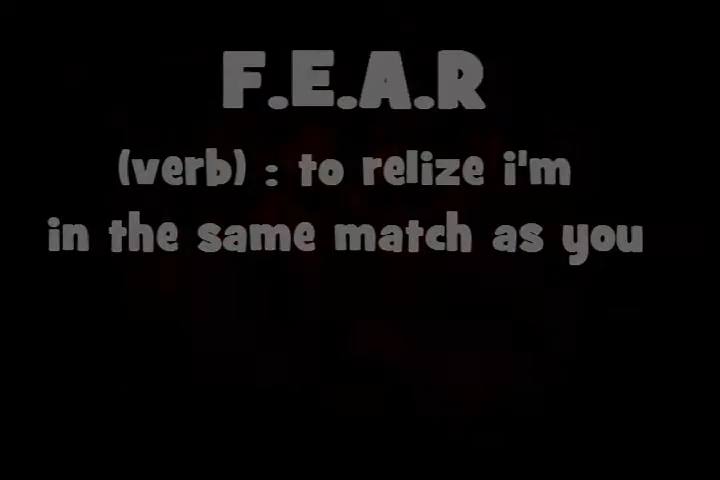 F.E.A.R
(verb) : to relize i'm
in the same match as you